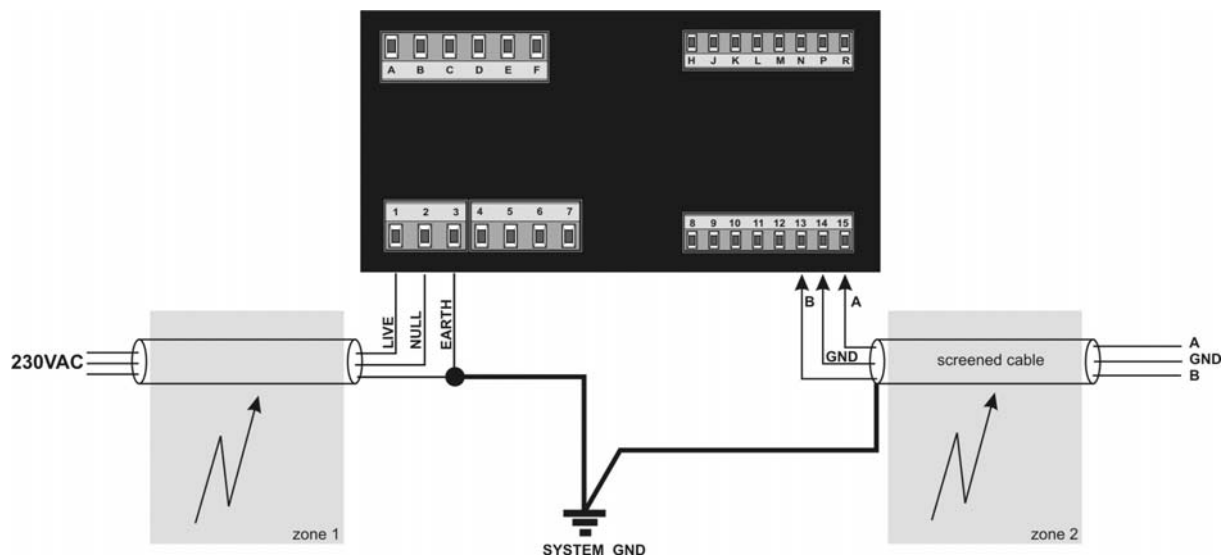 A B C D E F
H J K L M N P R
1 2 3 4 5 6 7
8 9 10 11 12 13 14 15
LIVE
NULL
EARTH
B
A
GND
230VAC
screened cable
A
GND
B
zone 1
zone 2
SYSTEM GND